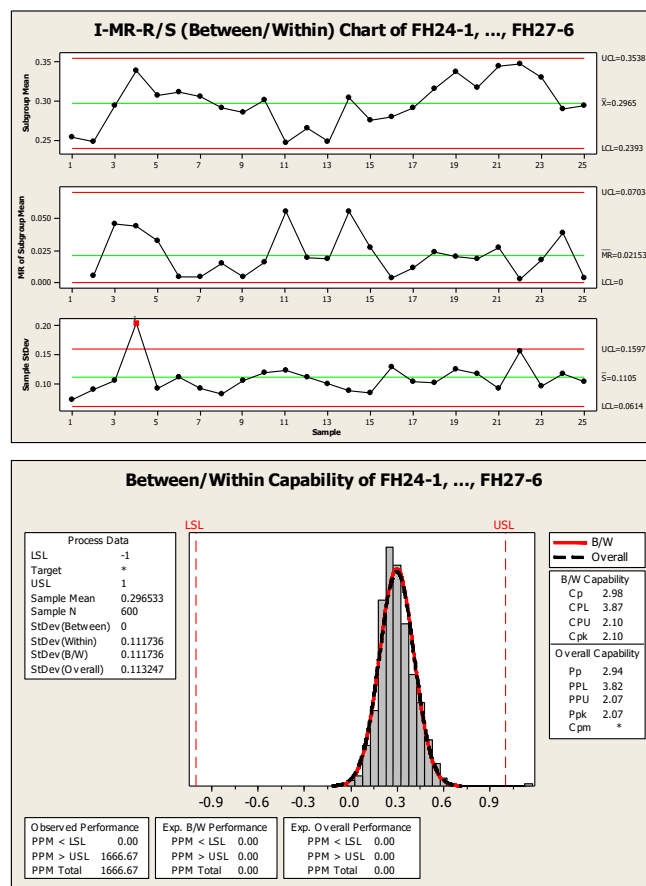 I-MR-R/S (Between/Within) Chart of FH24-1, ..., FH27-6
Subgroup Mean
0.35
0.30
0.25
UCL=0.3538
X̿=0.2965
LCL=0.2393
1 3 5 7 9 11 13 15 17 19 21 23 25
MR of Subgroup Mean
0.050
0.025
0.000
UCL=0.0703
M̅R̅=0.02153
LCL=0
1 3 5 7 9 11 13 15 17 19 21 23 25
Sample StDev
0.20
0.15
0.10
UCL=0.1597
S̅=0.1105
LCL=0.0614
1 3 5 7 9 11 13 15 17 19 21 23 25
Sample
Between/Within Capability of FH24-1, ..., FH27-6
LSL USL
Process Data
LSL -1
Target *
USL 1
Sample Mean 0.296533
Sample N 600
StDev(Between) 0
StDev(Within) 0.111736
StDev(B/W) 0.111736
StDev(Overall) 0.113247
B/W
Overall
B/W Capability
Cp 2.98
CPL 3.87
CPU 2.10
Cpk 2.10
Overall Capability
Pp 2.94
PPL 3.82
PPU 2.07
Ppk 2.07
Cpm *
-0.9 -0.6 -0.3 0.0 0.3 0.6 0.9
Observed Performance
PPM < LSL 0.00
PPM > USL 1666.67
PPM Total 1666.67
Exp. B/W Performance
PPM < LSL 0.00
PPM > USL 0.00
PPM Total 0.00
Exp. Overall Performance
PPM < LSL 0.00
PPM > USL 0.00
PPM Total 0.00